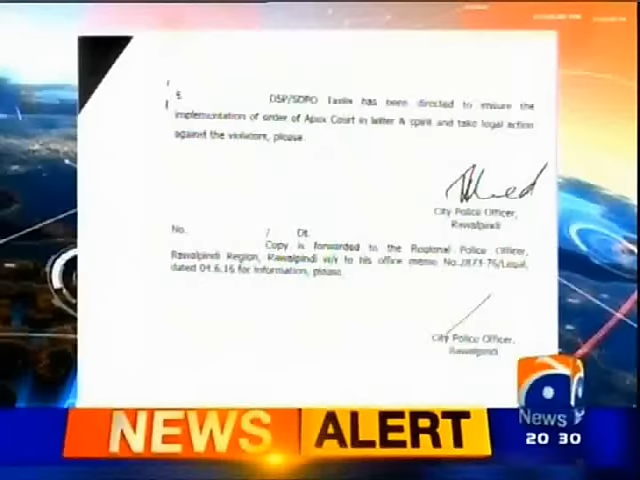 5 DSP/SDPO Taxila has been directed to ensure the
implementation of order of Apex Court in letter & spirit and take legal action
against the violators, please.
City Police Officer,
Rawalpindi
No. / Dt.
Copy is forwarded to the Regional Police Officer,
Rawalpindi Region, Rawalpindi w/r to his office memo No.2873-76/Legal,
dated 04.6.16 for information, please.
City Police Officer,
Rawalpindi
NEWS ALERT
News
20 30